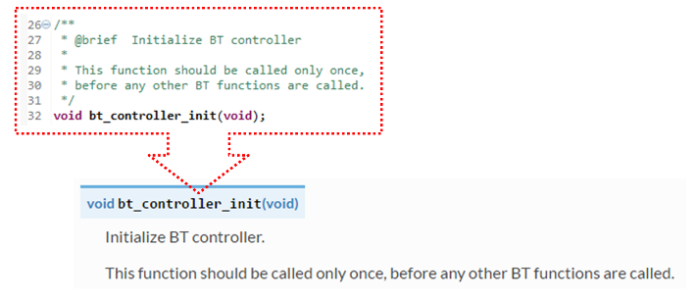 26 /**
27 * @brief Initialize BT controller
28 *
29 * This function should be called only once,
30 * before any other BT functions are called.
31 */
32 void bt_controller_init(void);
void bt_controller_init(void)
Initialize BT controller.
This function should be called only once, before any other BT functions are called.